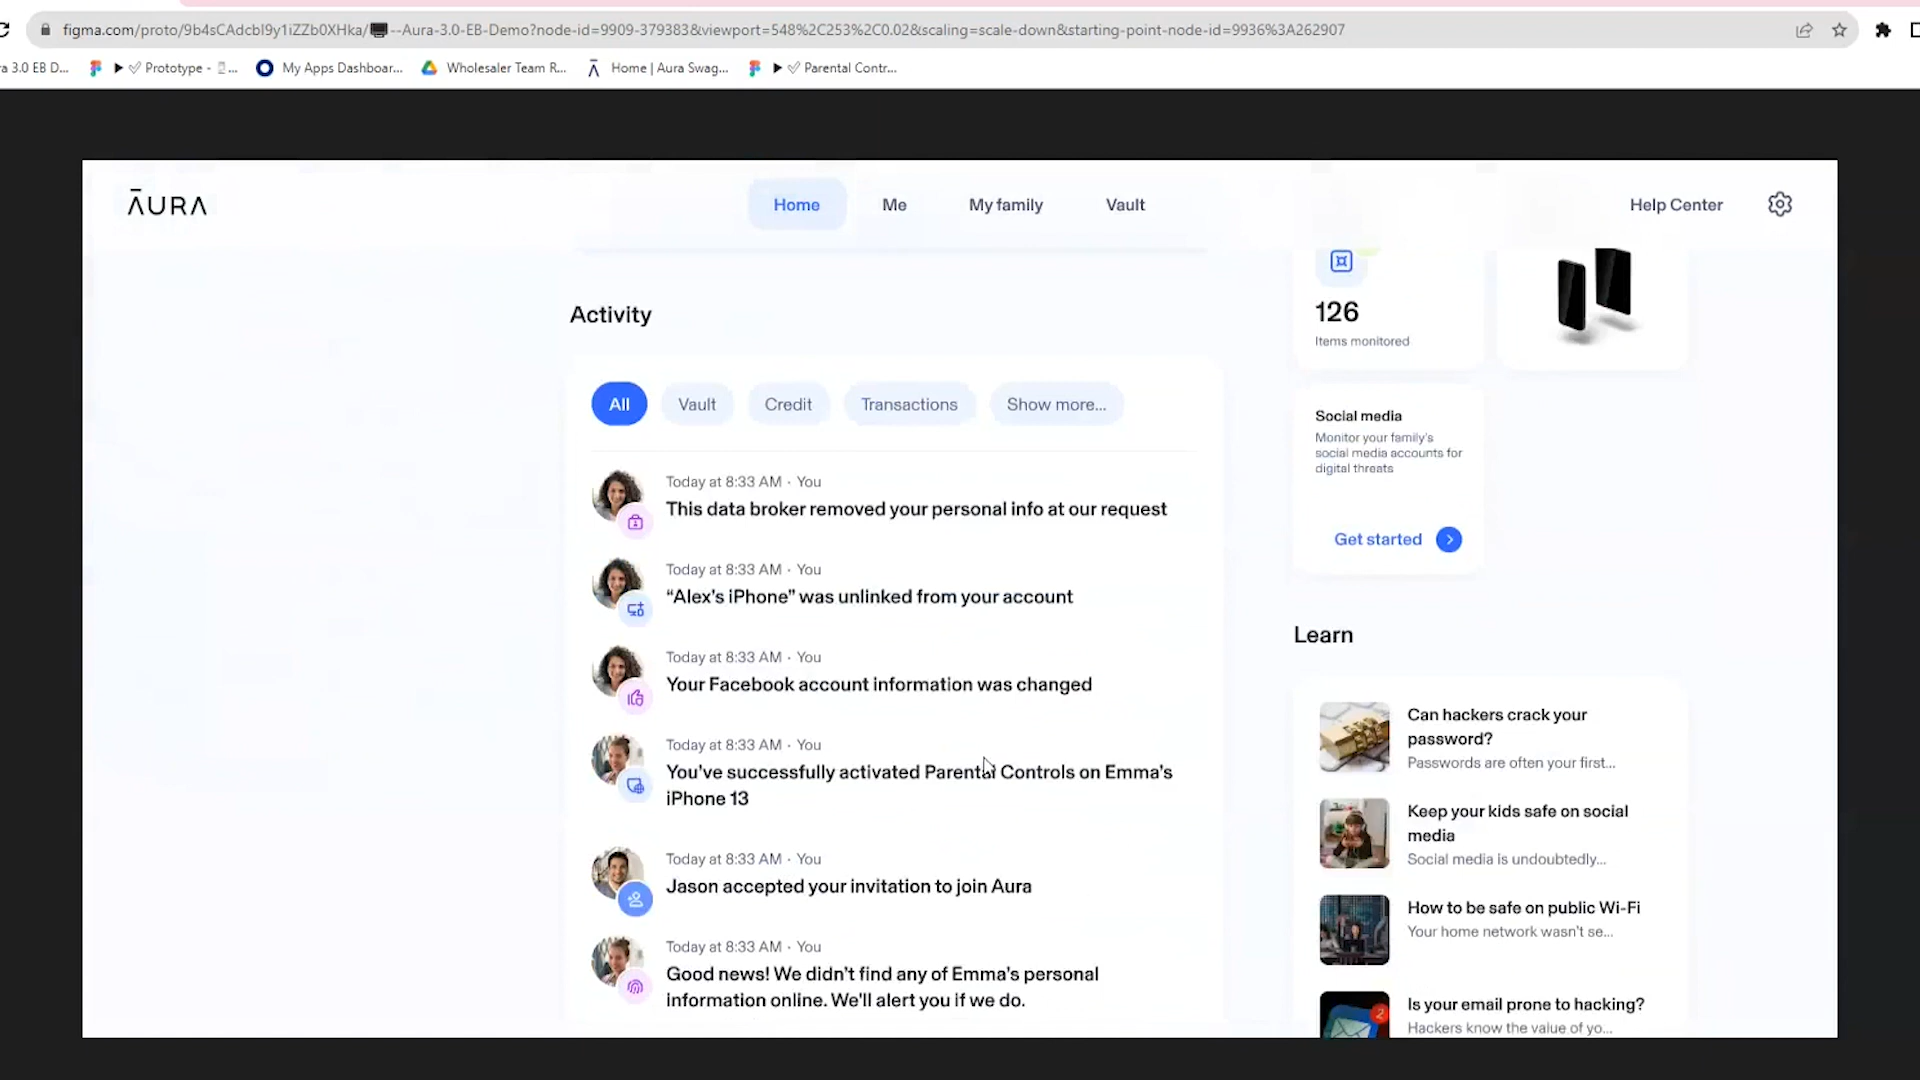 figma.com/proto/9b4sCAdcbl9y1iZZb0XHka/🖥--Aura-3.0-EB-Demo?node-id=9909-379383&viewport=548%2C253%2C0.02&scaling=scale-down&starting-point-node-id=9936%3A262907
a 3.0 EB D... Prototype - ... My Apps Dashboar... Wholesaler Team R... Home | Aura Swag... Parental Contr...
AURA
Home Me My family Vault Help Center
Activity
All Vault Credit Transactions Show more...
Today at 8:33 AM · You
This data broker removed your personal info at our request
Today at 8:33 AM · You
“Alex’s iPhone” was unlinked from your account
Today at 8:33 AM · You
Your Facebook account information was changed
Today at 8:33 AM · You
You’ve successfully activated Parental Controls on Emma’s
iPhone 13
Today at 8:33 AM · You
Jason accepted your invitation to join Aura
Today at 8:33 AM · You
Good news! We didn’t find any of Emma’s personal
information online. We’ll alert you if we do.
126
Items monitored
Social media
Monitor your family’s
social media accounts for
digital threats
Get started
Learn
Can hackers crack your
password?
Passwords are often your first...
Keep your kids safe on social
media
Social media is undoubtedly...
How to be safe on public Wi-Fi
Your home network wasn’t se...
2
Is your email prone to hacking?
Hackers know the value of yo...